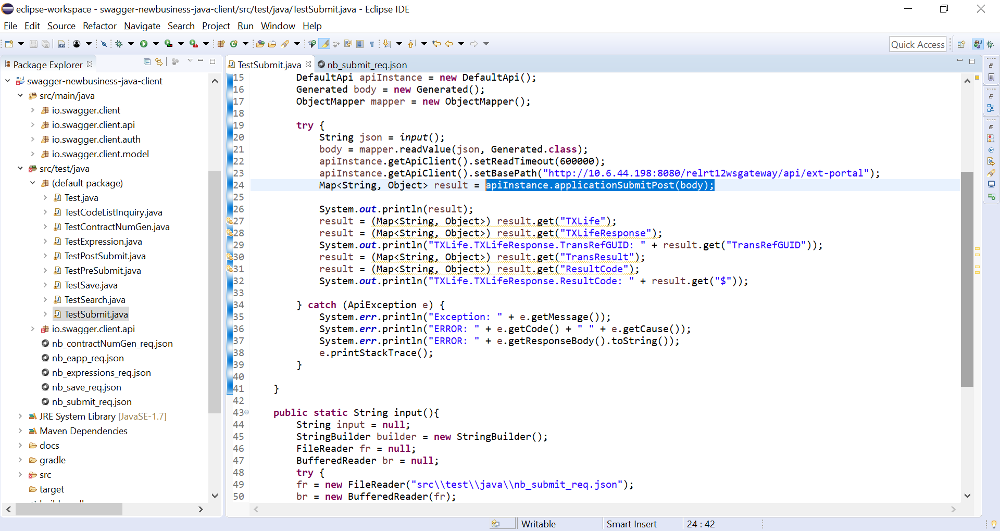 eclipse-workspace - swagger-newbusiness-java-client/src/test/java/TestSubmit.java - Eclipse IDE
File Edit Source Refactor Navigate Search Project Run Window Help
Quick Access
Package Explorer
swagger-newbusiness-java-client
src/main/java
io.swagger.client
io.swagger.client.api
io.swagger.client.auth
io.swagger.client.model
src/test/java
(default package)
Test.java
TestCodeListInquiry.java
TestContractNumGen.java
TestExpression.java
TestPostSubmit.java
TestPreSubmit.java
TestSave.java
TestSearch.java
TestSubmit.java
io.swagger.client.api
nb_contractNumGen_req.json
nb_eapp_req.json
nb_expressions_req.json
nb_save_req.json
nb_submit_req.json
JRE System Library [JavaSE-1.7]
Maven Dependencies
docs
gradle
src
target
TestSubmit.java nb_submit_req.json
15 DefaultApi apiInstance = new DefaultApi();
16 Generated body = new Generated();
17 ObjectMapper mapper = new ObjectMapper();
18
19 try {
20 String json = input();
21 body = mapper.readValue(json, Generated.class);
22 apiInstance.getApiClient().setReadTimeout(600000);
23 apiInstance.getApiClient().setBasePath("http://10.6.44.198:8080/relrt12wsgateway/api/ext-portal");
24 Map<String, Object> result = apiInstance.applicationSubmitPost(body);
25
26 System.out.println(result);
27 result = (Map<String, Object>) result.get("TXLife");
28 result = (Map<String, Object>) result.get("TXLifeResponse");
29 System.out.println("TXLife.TXLifeResponse.TransRefGUID: " + result.get("TransRefGUID"));
30 result = (Map<String, Object>) result.get("TransResult");
31 result = (Map<String, Object>) result.get("ResultCode");
32 System.out.println("TXLife.TXLifeResponse.ResultCode: " + result.get("$"));
33
34 } catch (ApiException e) {
35 System.err.println("Exception: " + e.getMessage());
36 System.err.println("ERROR: " + e.getCode() + " " + e.getCause());
37 System.err.println("ERROR: " + e.getResponseBody().toString());
38 e.printStackTrace();
39 }
40
41 }
42
43 public static String input(){
44 String input = null;
45 StringBuilder builder = new StringBuilder();
46 FileReader fr = null;
47 BufferedReader br = null;
48 try {
49 fr = new FileReader("src\\test\\java\\nb_submit_req.json");
50 br = new BufferedReader(fr);
Writable Smart Insert 24 : 42